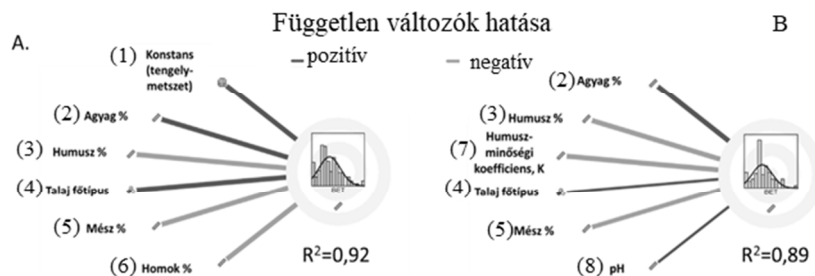 Független változók hatása
A.
B
pozitív
negatív
(1) Konstans
(tengely-
metszet)
(2) Agyag %
(3) Humusz %
(4) Talaj főtípus
(5) Mész %
(6) Homok %
BET
R²=0,92
(2) Agyag %
(3) Humusz %
(7) Humusz-
minőségi
koefficiens, K
(4) Talaj főtípus
(5) Mész %
(8) pH
BET
R²=0,89